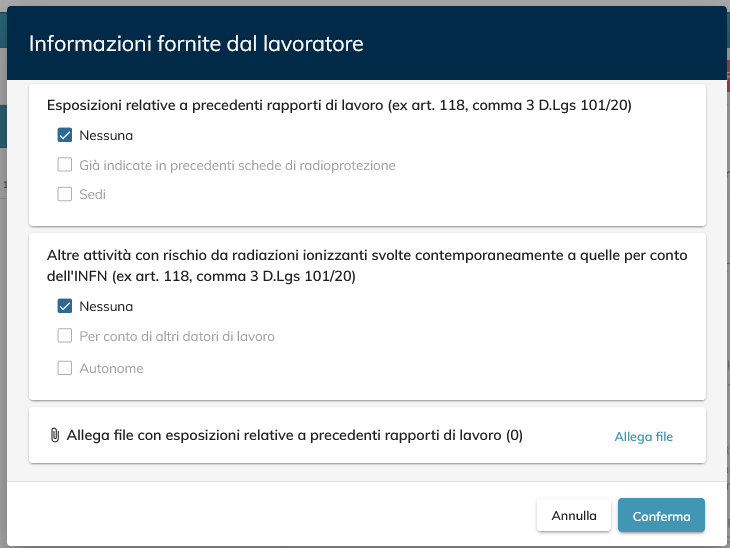 Informazioni fornite dal lavoratore
Esposizioni relative a precedenti rapporti di lavoro (ex art. 118, comma 3 D.Lgs 101/20)
Nessuna
Già indicate in precedenti schede di radioprotezione
Sedi
Altre attività con rischio da radiazioni ionizzanti svolte contemporaneamente a quelle per conto
dell'INFN (ex art. 118, comma 3 D.Lgs 101/20)
Nessuna
Per conto di altri datori di lavoro
Autonome
Allega file con esposizioni relative a precedenti rapporti di lavoro (0)
Allega file
Annulla
Conferma